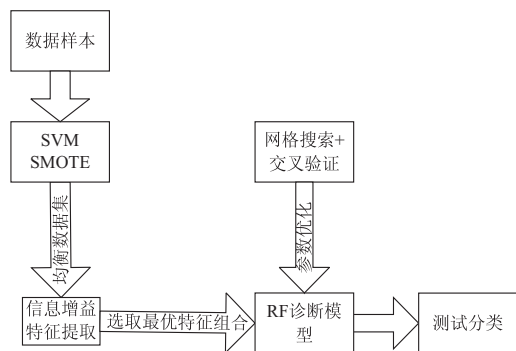 数据样本
SVM
SMOTE
网格搜索+
交叉验证
均衡数据集
参数优化
信息增益
特征提取
选取最优特征组合
RF诊断模
型
测试分类